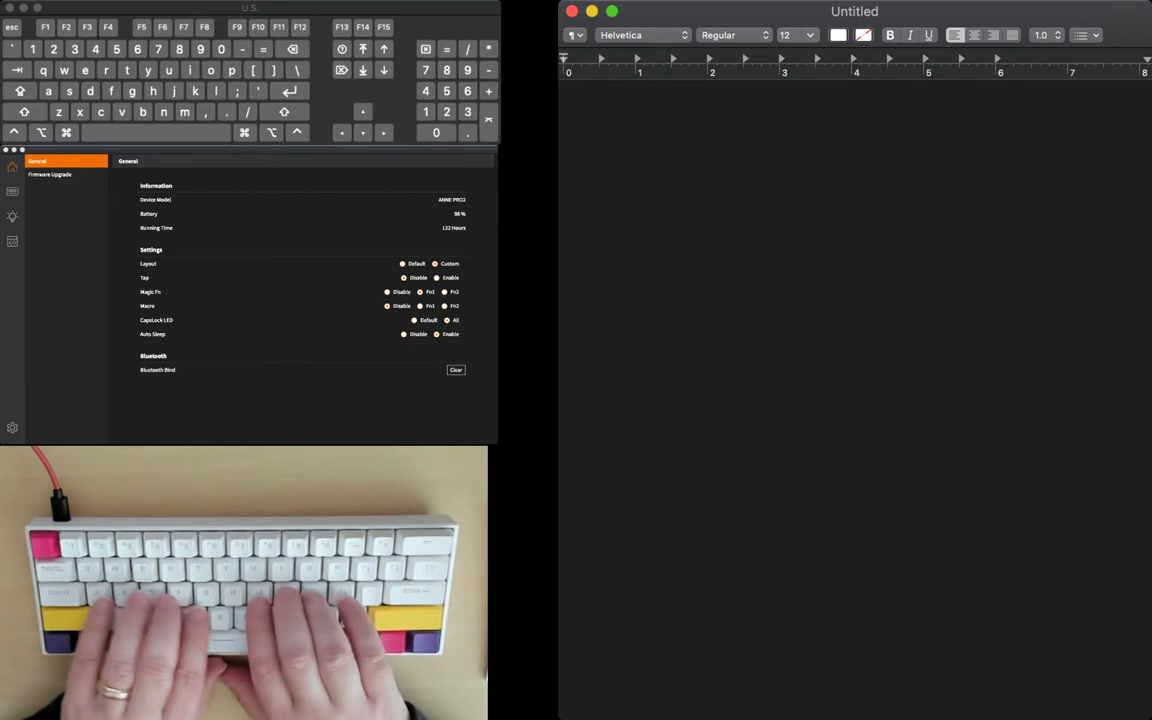 U.S.
esc F1 F2 F3 F4 F5 F6 F7 F8 F9 F10 F11 F12 F13 F14 F15
` 1 2 3 4 5 6 7 8 9 0 - = = / *
q w e r t y u i o p [ ] \ 7 8 9 -
a s d f g h j k l ; ' 4 5 6 +
z x c v b n m , . / 1 2 3
0 .
General
Firmware Upgrade
General
Information
Device Model ANNE PRO2
Battery 98 %
Running Time 122 Hours
Settings
Layout Default Custom
Tap Disable Enable
Magic Fn Disable Fn1 Fn2
Macro Disable Fn1 Fn2
CapsLock LED Default All
Auto Sleep Disable Enable
Bluetooth
Bluetooth Bind Clear
Untitled
Helvetica Regular 12 B I U 1.0
0 1 2 3 4 5 6 7 8